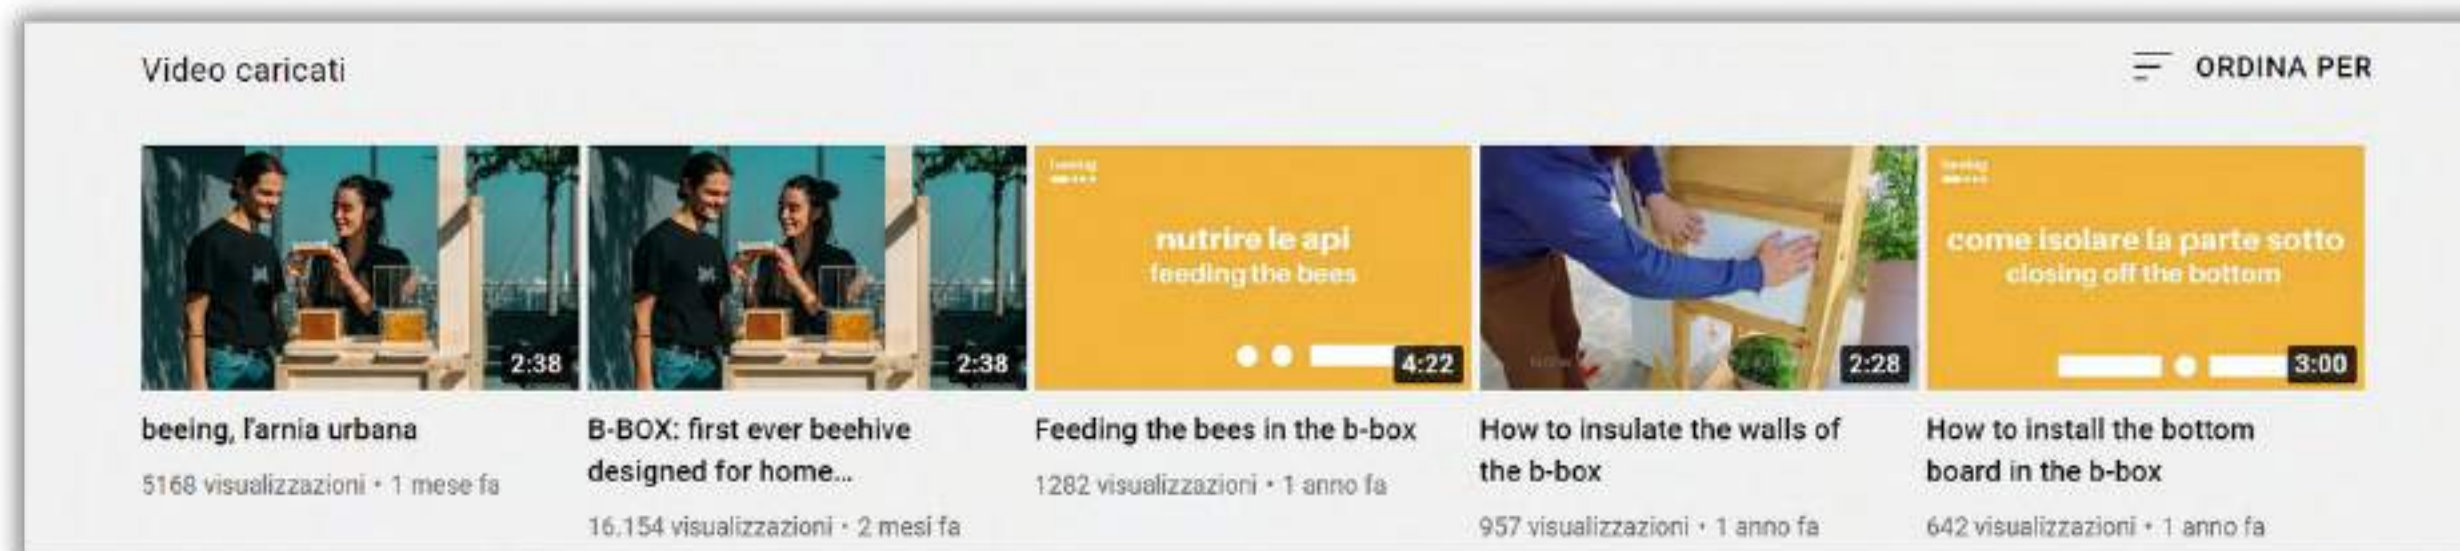 Video caricati
ORDINA PER
2:38
2:38
beeing
nutrire le api
feeding the bees
4:22
2:28
beeing
come isolare la parte sotto
closing off the bottom
3:00
beeing, l'arnia urbana
5168 visualizzazioni • 1 mese fa
B-BOX: first ever beehive
designed for home...
16.154 visualizzazioni • 2 mesi fa
Feeding the bees in the b-box
1282 visualizzazioni • 1 anno fa
How to insulate the walls of
the b-box
957 visualizzazioni • 1 anno fa
How to install the bottom
board in the b-box
642 visualizzazioni • 1 anno fa